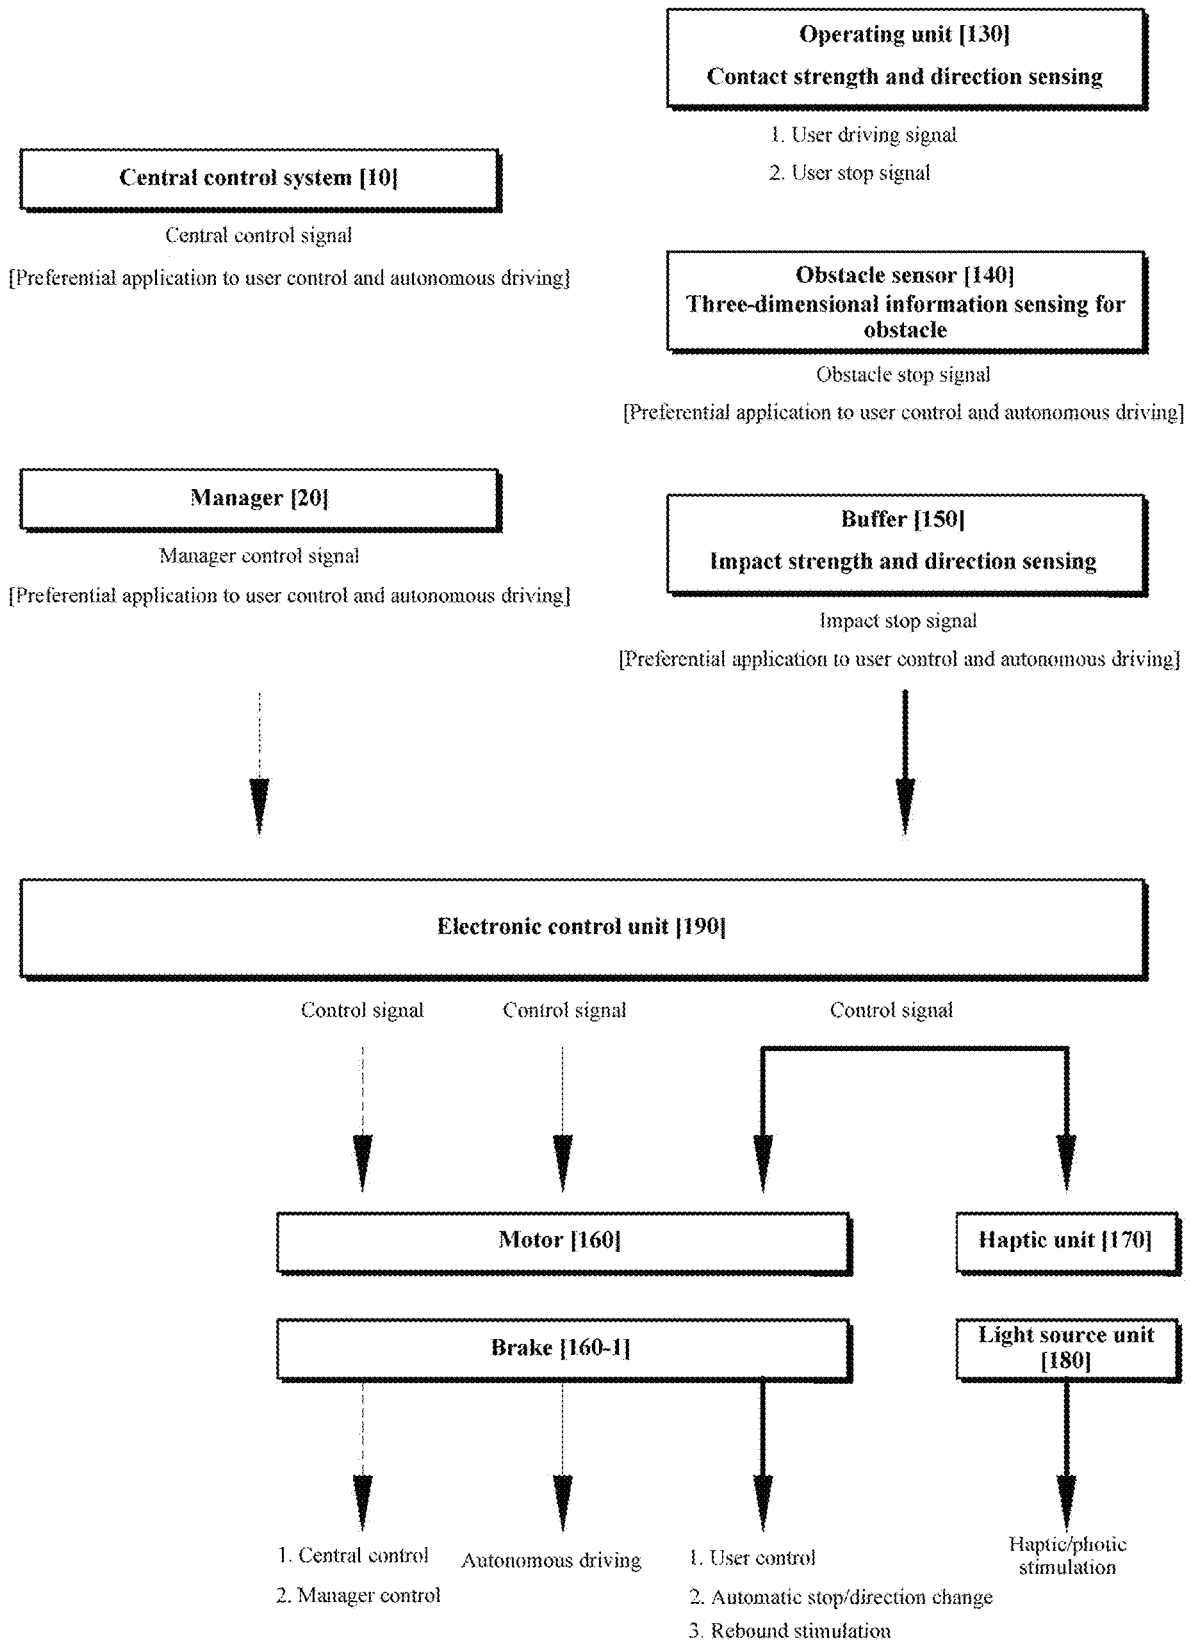 Operating unit [130]
Contact strength and direction sensing
1. User driving signal
2. User stop signal
Central control system [10]
Central control signal
[Preferential application to user control and autonomous driving]
Obstacle sensor [140]
Three-dimensional information sensing for
obstacle
Obstacle stop signal
[Preferential application to user control and autonomous driving]
Manager [20]
Manager control signal
[Preferential application to user control and autonomous driving]
Buffer [150]
Impact strength and direction sensing
Impact stop signal
[Preferential application to user control and autonomous driving]
Electronic control unit [190]
Control signal
Control signal
Control signal
Motor [160]
Haptic unit [170]
Brake [160-1]
Light source unit
[180]
1. Central control
2. Manager control
Autonomous driving
1. User control
2. Automatic stop/direction change
3. Rebound stimulation
Haptic/photic
stimulation